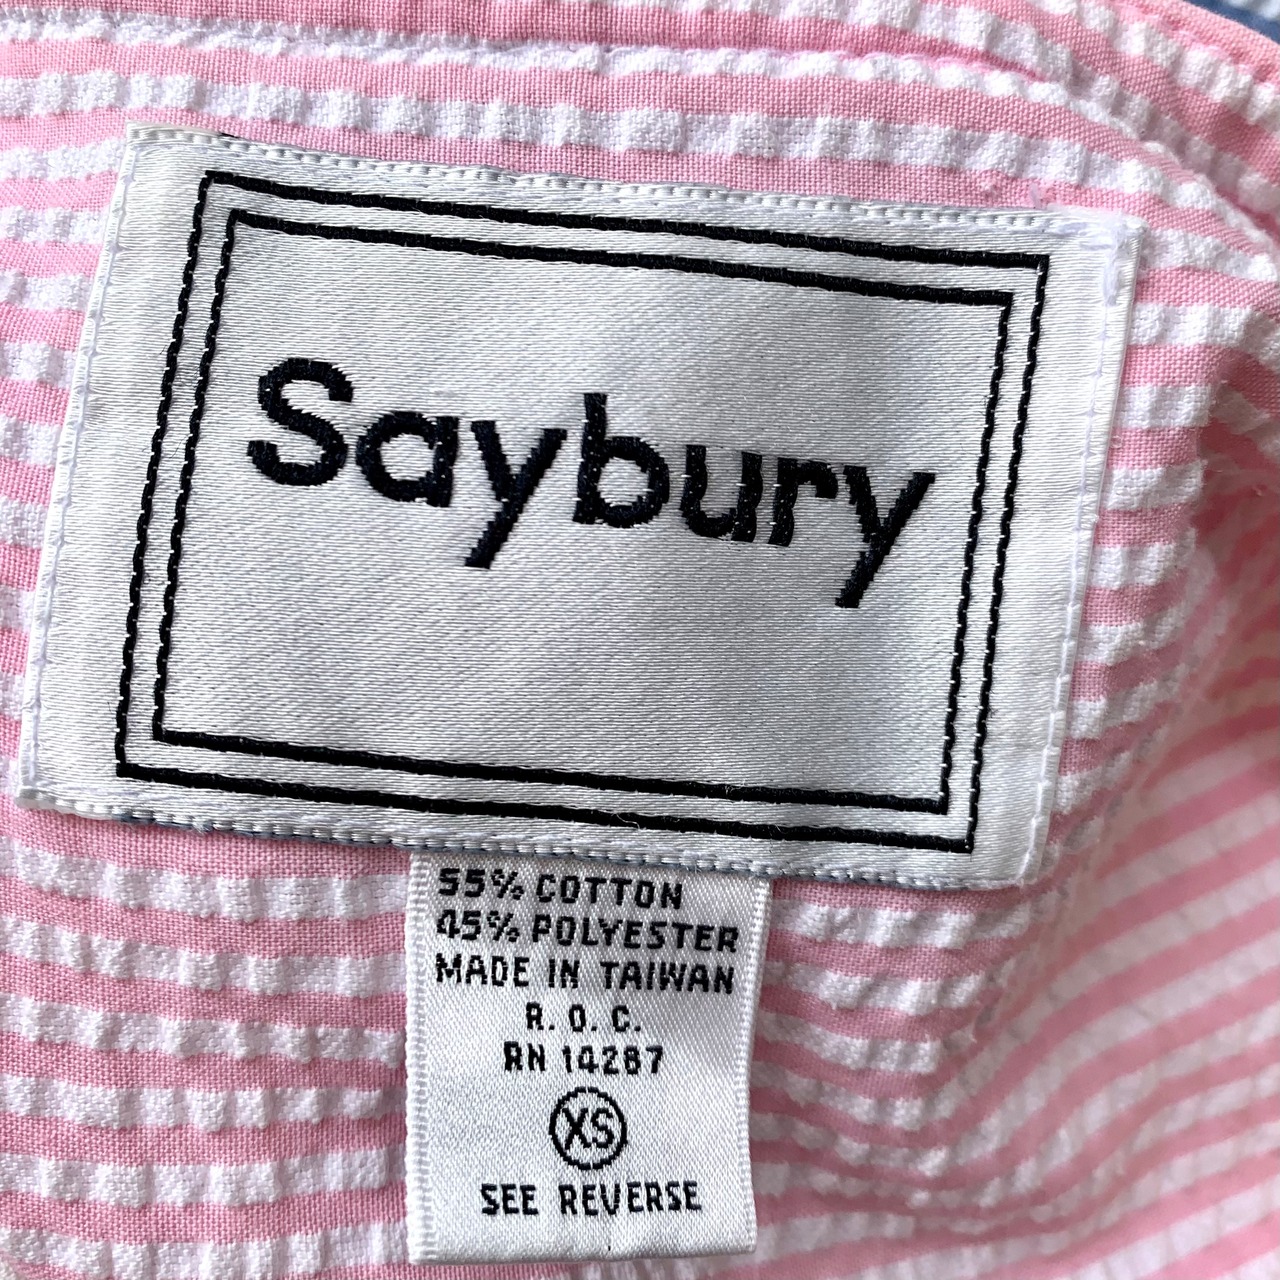 Saybury
55% COTTON
45% POLYESTER
MADE IN TAIWAN
R. O. C.
RN 14287
XS
SEE REVERSE